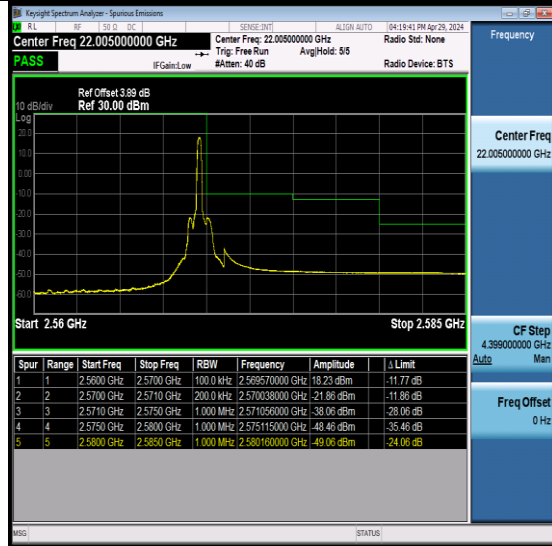 Keysight Spectrum Analyzer - Spurious Emissions
RL RF 50 Ω DC SENSE:INT ALIGN AUTO 04:19:41 PM Apr 29, 2024
Center Freq 22.005000000 GHz Center Freq: 22.005000000 GHz Radio Std: None
Trig: Free Run Avg|Hold: 5/5
PASS IFGain:Low #Atten: 40 dB Radio Device: BTS
Ref Offset 3.89 dB
10 dB/div Ref 30.00 dBm
Log
20.0
10.0
0.00
-10.0
-20.0
-30.0
-40.0
-50.0
-60.0
Start 2.56 GHz Stop 2.585 GHz
Spur Range Start Freq Stop Freq RBW Frequency Amplitude Δ Limit
1 1 2.5600 GHz 2.5700 GHz 100.0 kHz 2.569570000 GHz 18.23 dBm -11.77 dB
2 2 2.5700 GHz 2.5710 GHz 200.0 kHz 2.570038000 GHz -21.86 dBm -11.86 dB
3 3 2.5710 GHz 2.5750 GHz 1.000 MHz 2.571056000 GHz -38.06 dBm -28.06 dB
4 4 2.5750 GHz 2.5800 GHz 1.000 MHz 2.575115000 GHz -48.46 dBm -35.46 dB
5 5 2.5800 GHz 2.5850 GHz 1.000 MHz 2.580160000 GHz -49.06 dBm -24.06 dB
MSG STATUS
Frequency
Center Freq
22.005000000 GHz
CF Step
4.399000000 GHz
Auto Man
Freq Offset
0 Hz